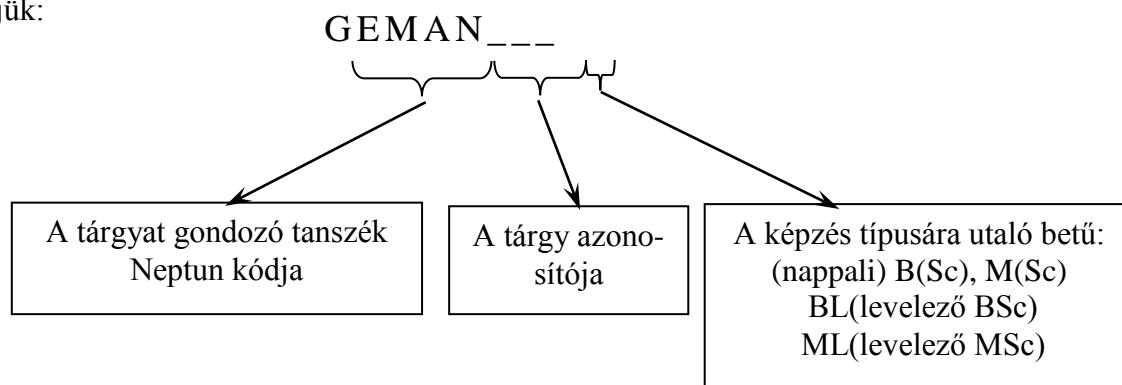 jük:
GEMAN_ _ _
A tárgyat gondozó tanszék
Neptun kódja
A tárgy azono-
sítója
A képzés típusára utaló betű:
(nappali) B(Sc), M(Sc)
BL(levelező BSc)
ML(levelező MSc)